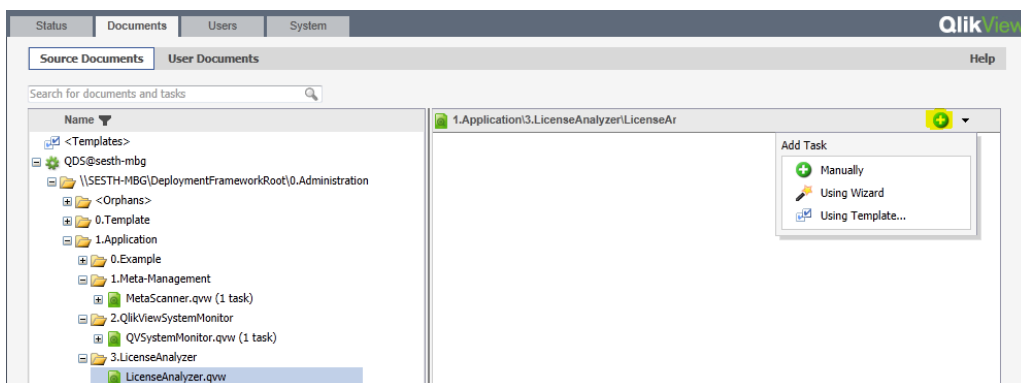 Status Documents Users System QlikView
Source Documents User Documents Help
Search for documents and tasks
Name
<Templates>
QDS@sesth-mbg
\\SESTH-MBG\DeploymentFrameworkRoot\0.Administration
<Orphans>
0.Template
1.Application
0.Example
1.Meta-Management
MetaScanner.qvw (1 task)
2.QlikViewSystemMonitor
QVSystemMonitor.qvw (1 task)
3.LicenseAnalyzer
LicenseAnalyzer.qvw
1.Application\3.LicenseAnalyzer\LicenseAr
Add Task
Manually
Using Wizard
Using Template...